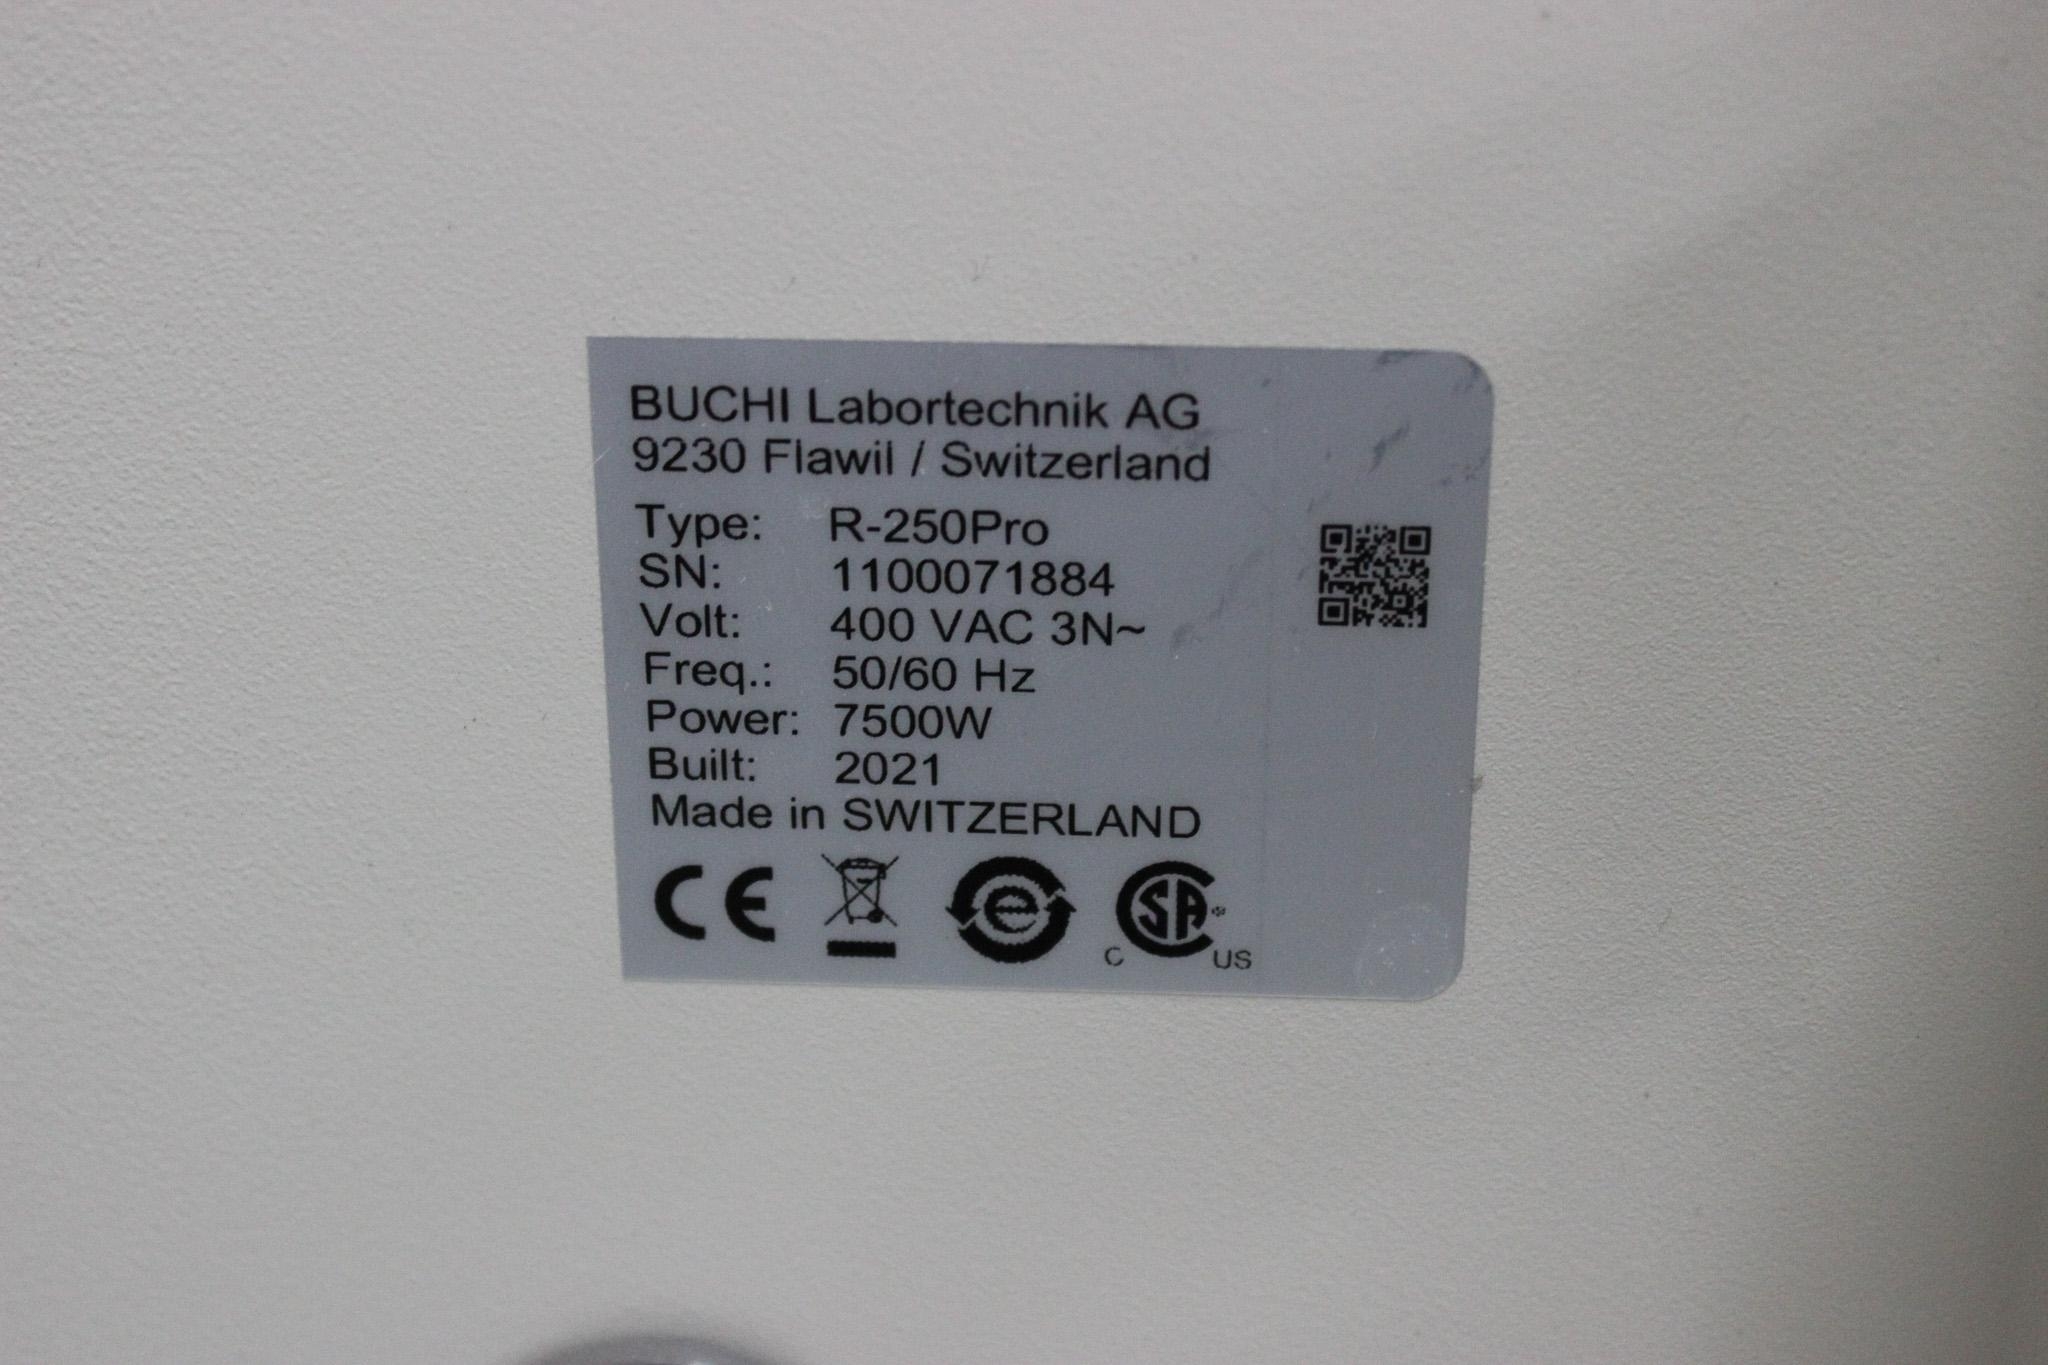 BUCHI Labortechnik AG
9230 Flawil / Switzerland
Type: R-250Pro
SN: 1100071884
Volt: 400 VAC 3N~
Freq.: 50/60 Hz
Power: 7500W
Built: 2021
Made in SWITZERLAND
CE e C SA US